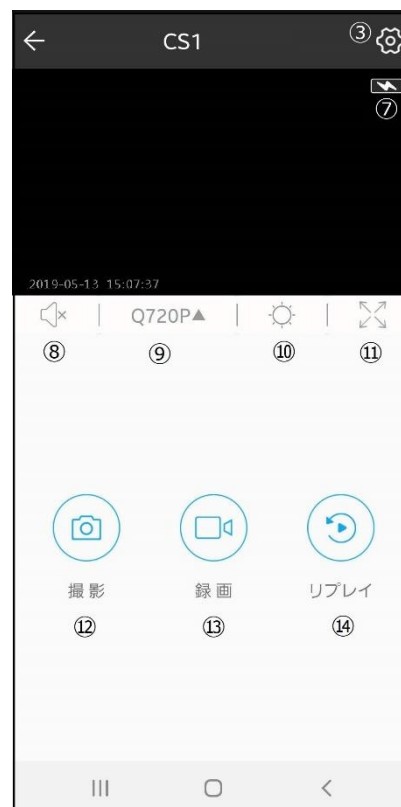 CS1 ③
⑦
2019-05-13 15:07:37
Q720P▲
⑧ ⑨ ⑩ ⑪
撮影 録画 リプレイ
⑫ ⑬ ⑭